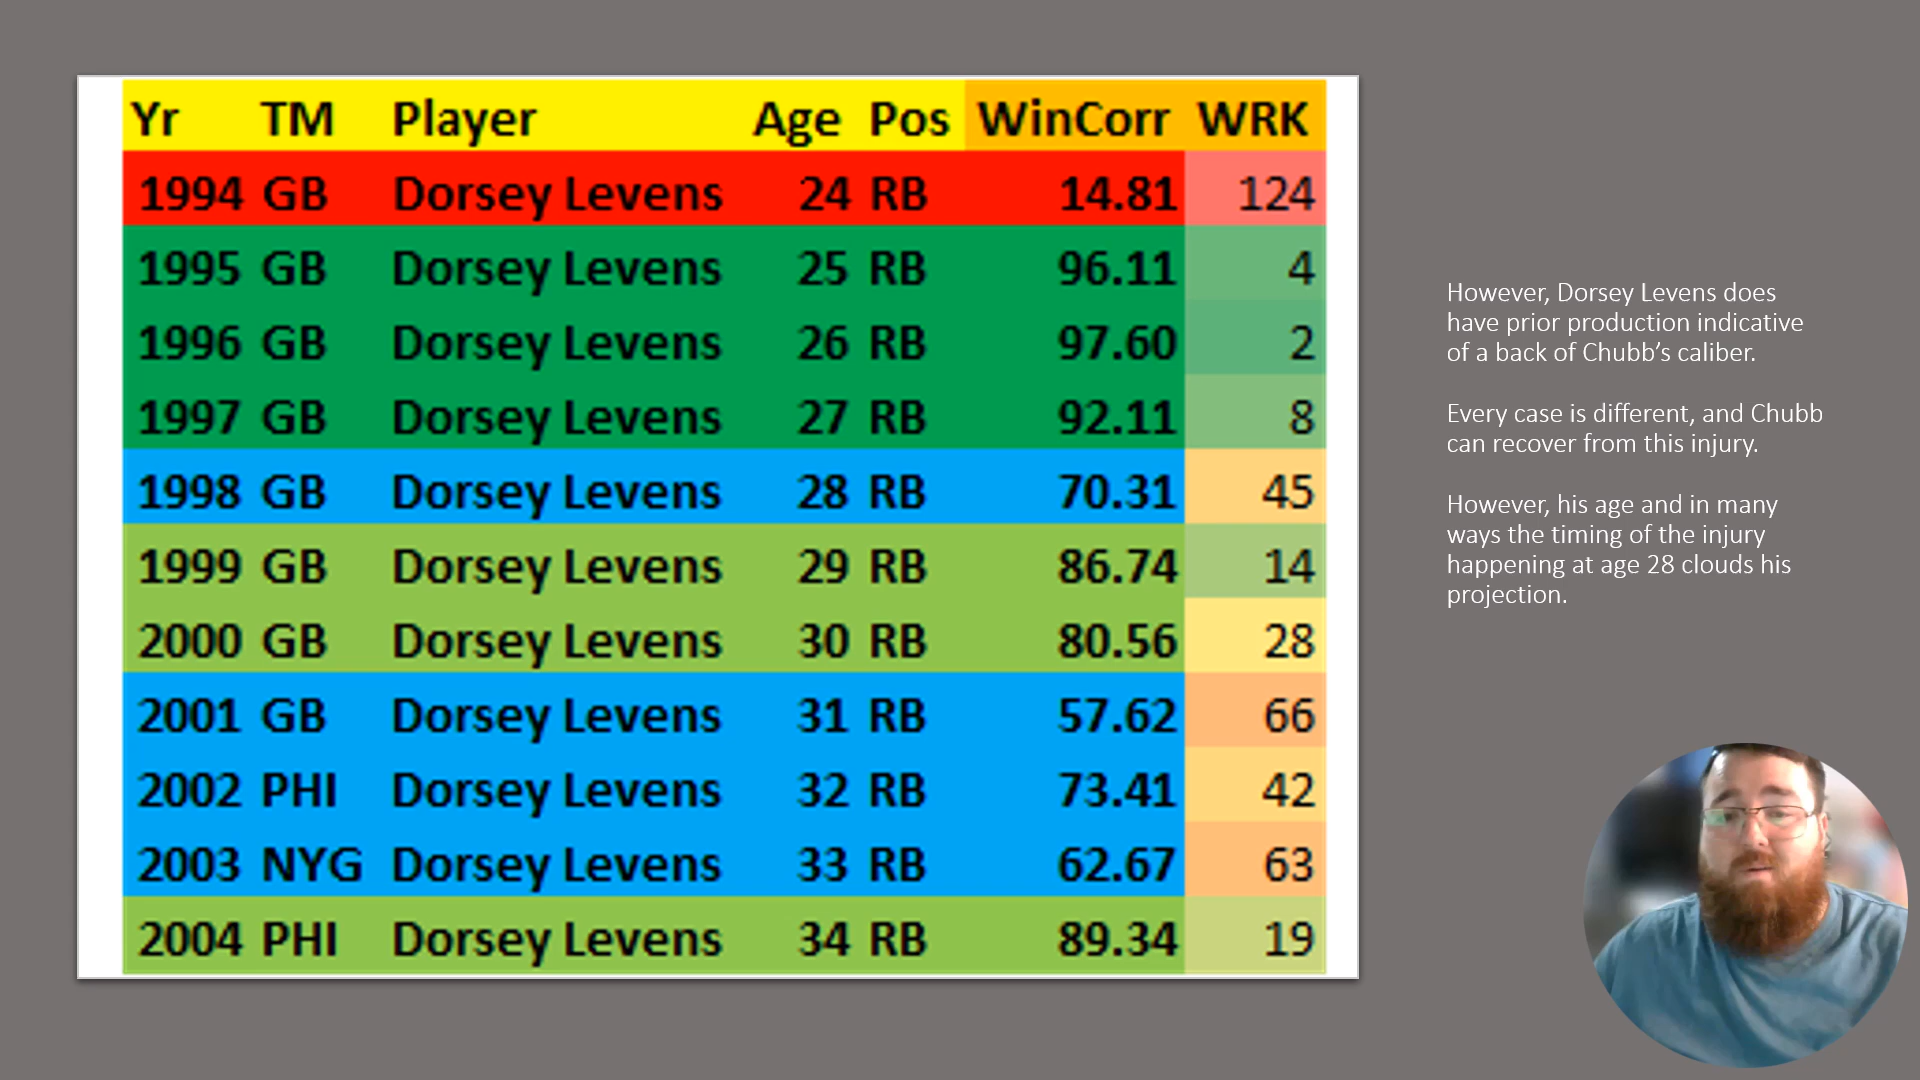 Yr TM Player Age Pos WinCorr WRK
1994 GB Dorsey Levens 24 RB 14.81 124
1995 GB Dorsey Levens 25 RB 96.11 4
1996 GB Dorsey Levens 26 RB 97.60 2
1997 GB Dorsey Levens 27 RB 92.11 8
1998 GB Dorsey Levens 28 RB 70.31 45
1999 GB Dorsey Levens 29 RB 86.74 14
2000 GB Dorsey Levens 30 RB 80.56 28
2001 GB Dorsey Levens 31 RB 57.62 66
2002 PHI Dorsey Levens 32 RB 73.41 42
2003 NYG Dorsey Levens 33 RB 62.67 63
2004 PHI Dorsey Levens 34 RB 89.34 19
However, Dorsey Levens does
have prior production indicative
of a back of Chubb’s caliber.
Every case is different, and Chubb
can recover from this injury.
However, his age and in many
ways the timing of the injury
happening at age 28 clouds his
projection.